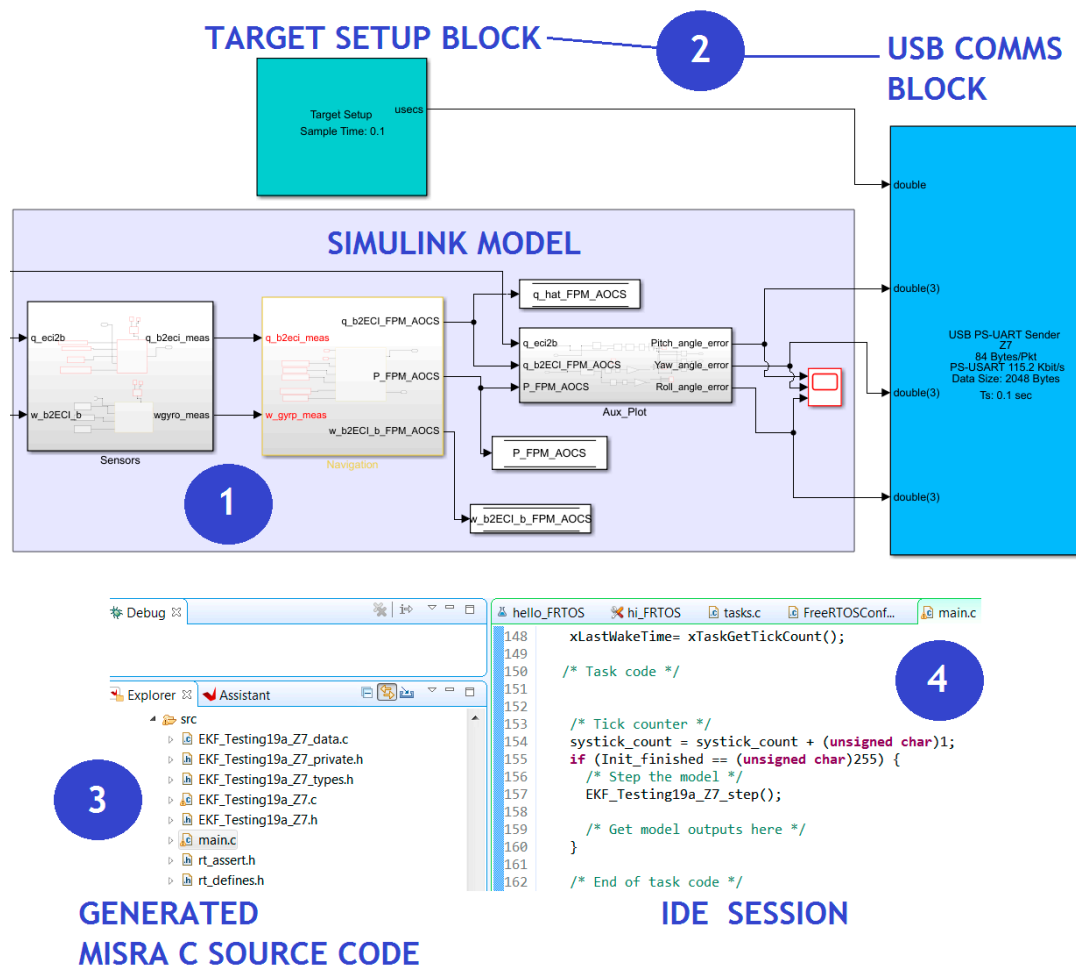 TARGET SETUP BLOCK
2
USB COMMS
BLOCK
usecs
Target Setup
Sample Time: 0.1
double
SIMULINK MODEL
q_hat_FPM_AOCS
double(3)
q_eci2b
q_b2eci_meas
q_b2eci_meas
q_b2ECI_FPM_AOCS
q_eci2b
Pitch_angle_error
USB PS-UART Sender
Z7
84 Bytes/Pkt
PS-USART 115.2 Kbit/s
Data Size: 2048 Bytes
Ts: 0.1 sec
q_b2ECI_FPM_AOCS
Yaw_angle_error
P_FPM_AOCS
P_FPM_AOCS
Roll_angle_error
double(3)
w_b2ECI_b
wgyro_meas
w_gyrp_meas
w_b2ECI_b_FPM_AOCS
Aux_Plot
Sensors
Navigation
P_FPM_AOCS
1
double(3)
w_b2ECI_b_FPM_AOCS
Debug
Explorer
Assistant
src
EKF_Testing19a_Z7_data.c
EKF_Testing19a_Z7_private.h
EKF_Testing19a_Z7_types.h
EKF_Testing19a_Z7.c
EKF_Testing19a_Z7.h
main.c
rt_assert.h
rt_defines.h
3
GENERATED
MISRA C SOURCE CODE
hello_FRTOS hi_FRTOS tasks.c FreeRTOSConf... main.c
148 xLastWakeTime= xTaskGetTickCount();
149
150 /* Task code */
151
152
153 /* Tick counter */
154 systick_count = systick_count + (unsigned char)1;
155 if (Init_finished == (unsigned char)255) {
156 /* Step the model */
157 EKF_Testing19a_Z7_step();
158
159 /* Get model outputs here */
160 }
161
162 /* End of task code */
4
IDE SESSION